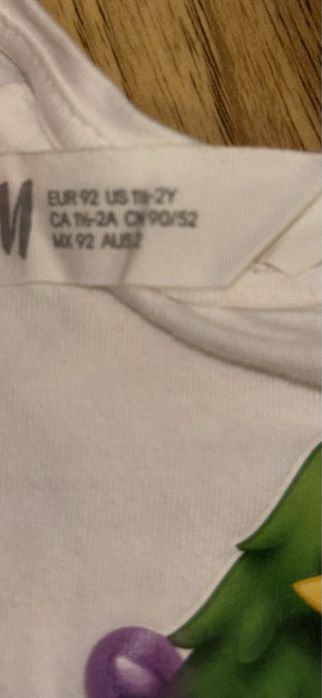 M
EUR 92 US 1½-2Y
CA 1½-2A CN 90/52
MX 92 AUS2